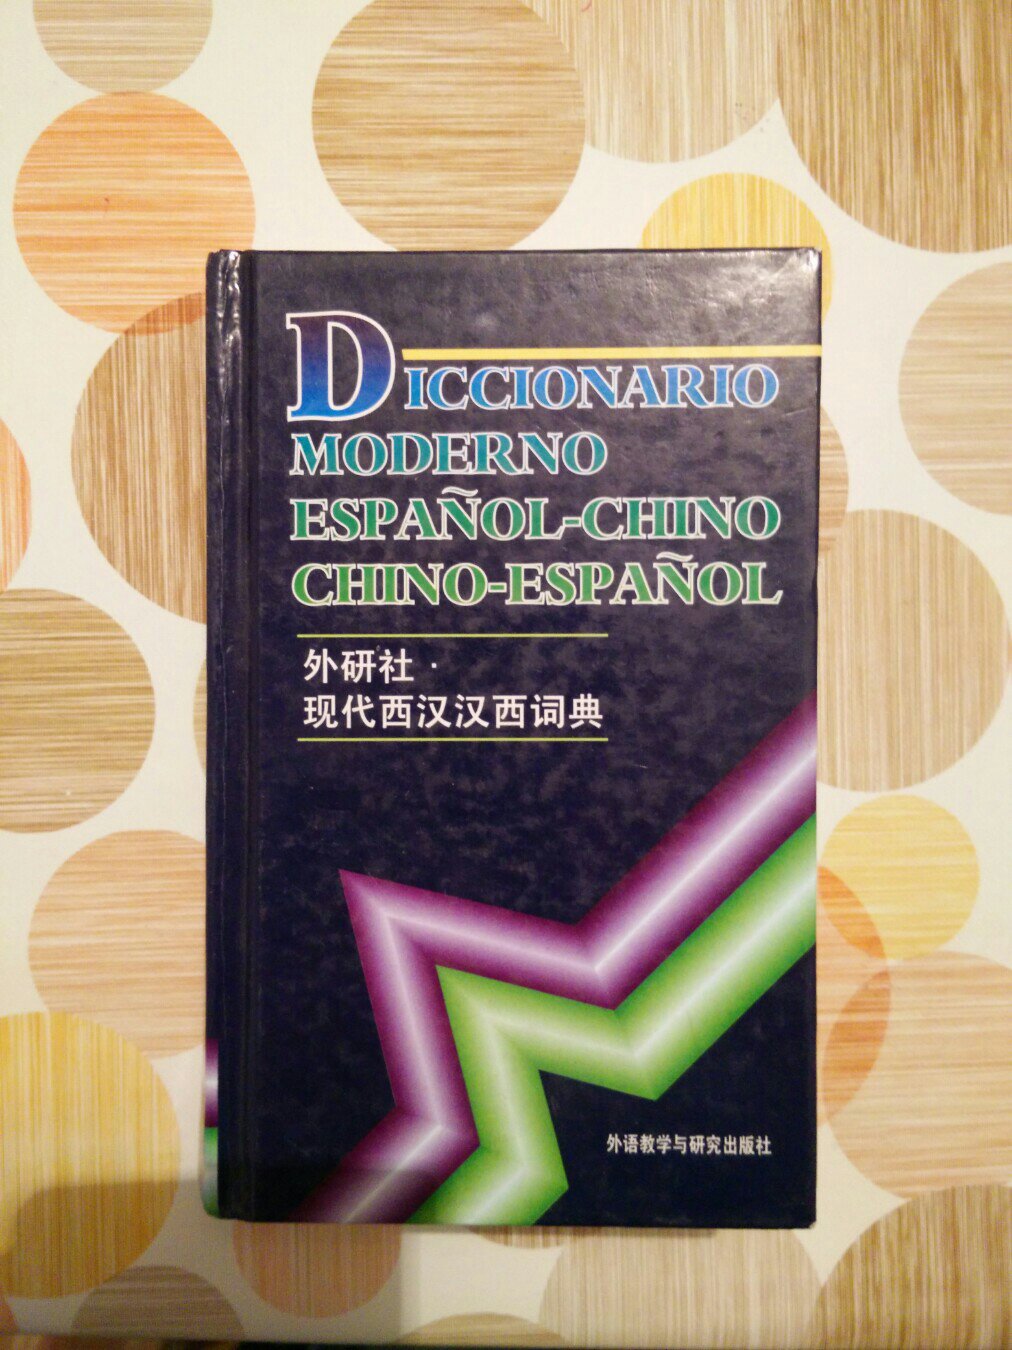 DICCIONARIO
MODERNO
ESPAÑOL-CHINO
CHINO-ESPAÑOL
外研社·
现代西汉汉西词典
外语教学与研究出版社